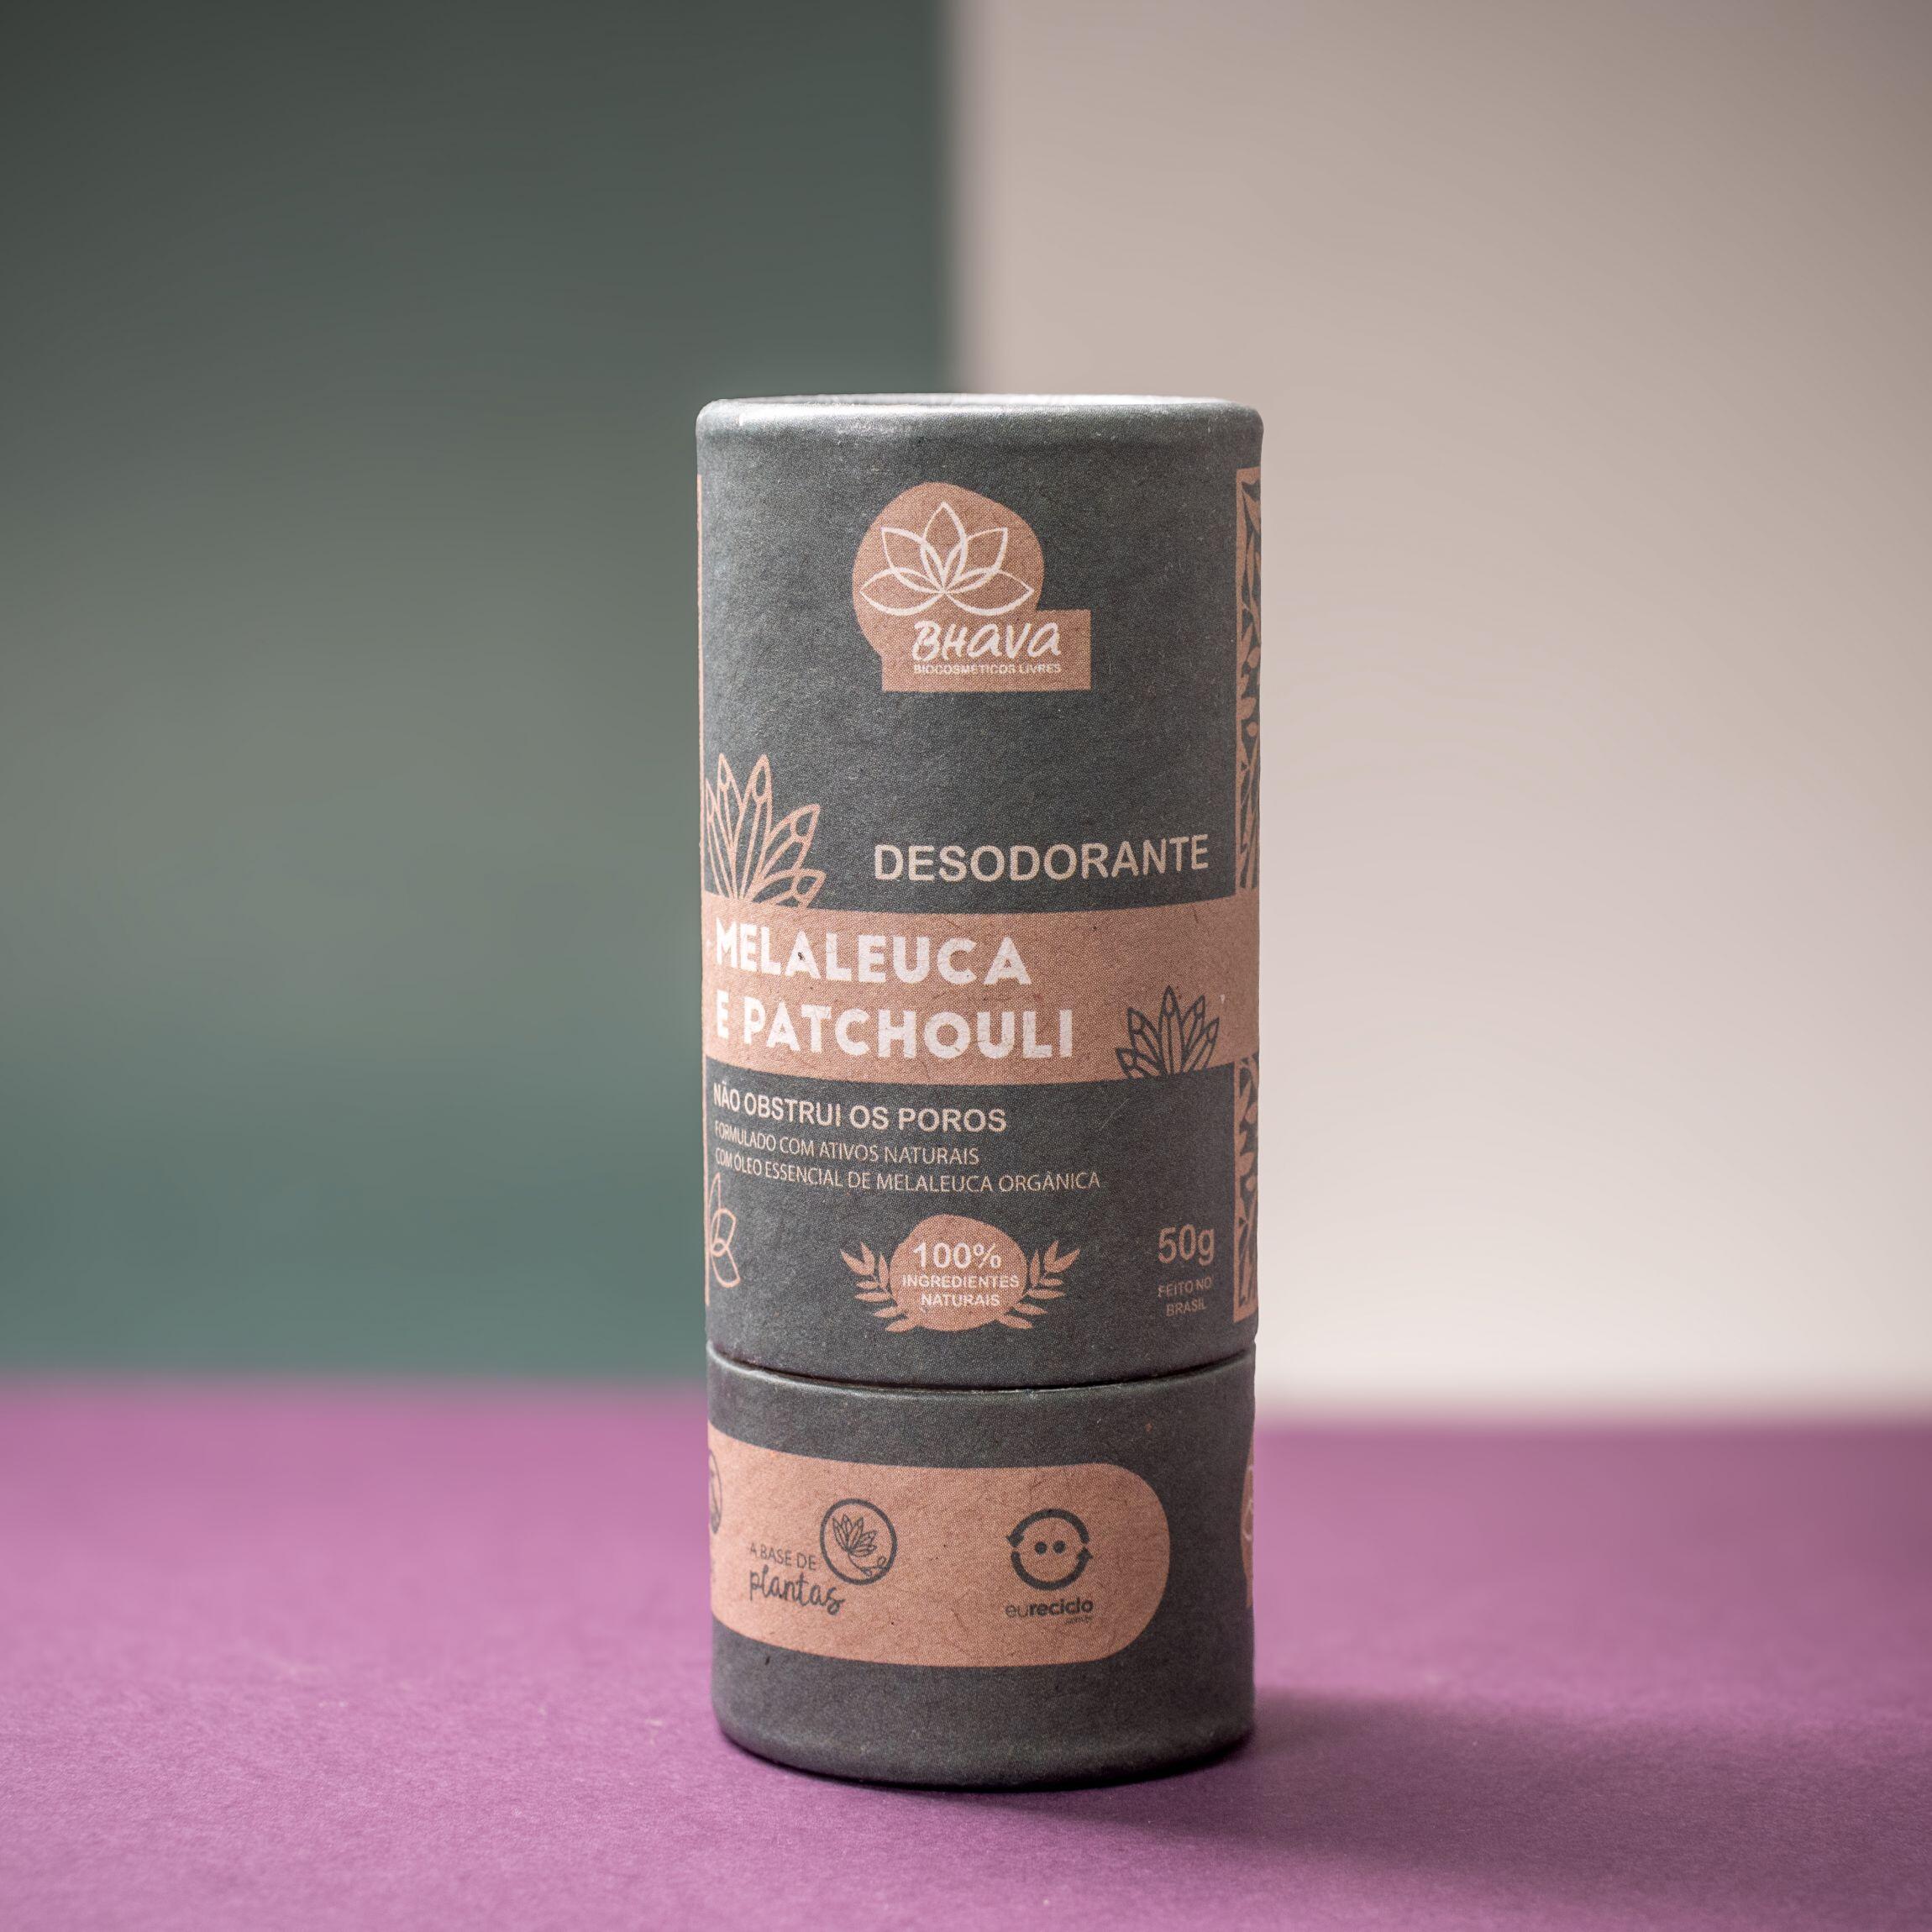 BHAVA
BIOCOSMÉTICOS LIVRES
DESODORANTE
MELALEUCA
E PATCHOULI
NÃO OBSTRUI OS POROS
FORMULADO COM ATIVOS NATURAIS
COM ÓLEO ESSENCIAL DE MELALEUCA ORGÂNICA
100%
INGREDIENTES
NATURAIS
50g
FEITO NO
BRASIL
A BASE DE
plantas
eureciclo